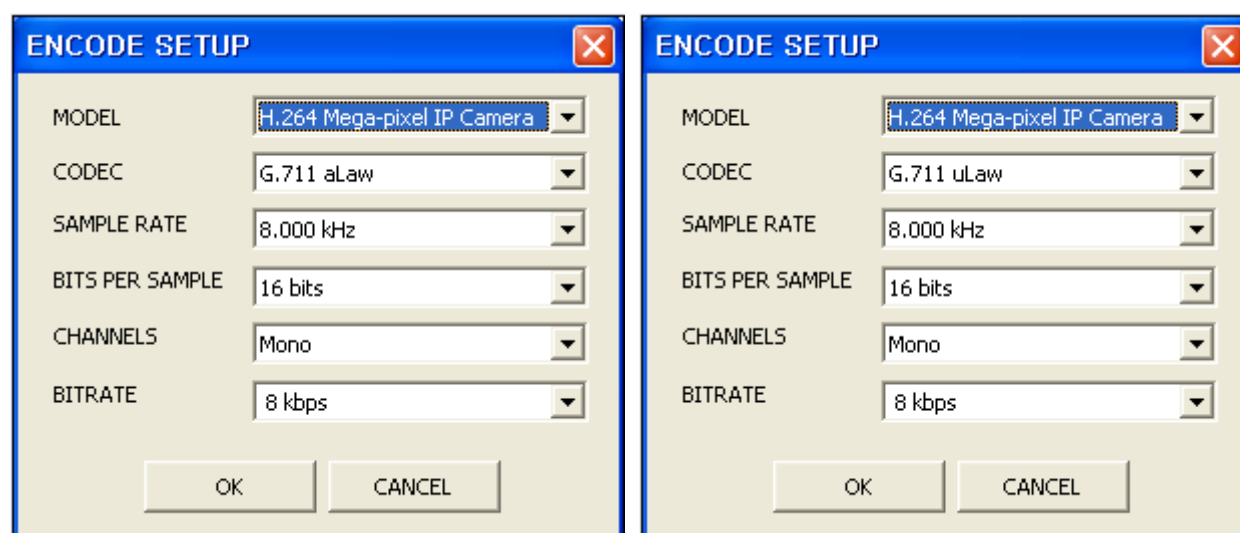 ENCODE SETUP
MODEL H.264 Mega-pixel IP Camera
CODEC G.711 aLaw
SAMPLE RATE 8.000 kHz
BITS PER SAMPLE 16 bits
CHANNELS Mono
BITRATE 8 kbps
OK CANCEL
ENCODE SETUP
MODEL H.264 Mega-pixel IP Camera
CODEC G.711 uLaw
SAMPLE RATE 8.000 kHz
BITS PER SAMPLE 16 bits
CHANNELS Mono
BITRATE 8 kbps
OK CANCEL